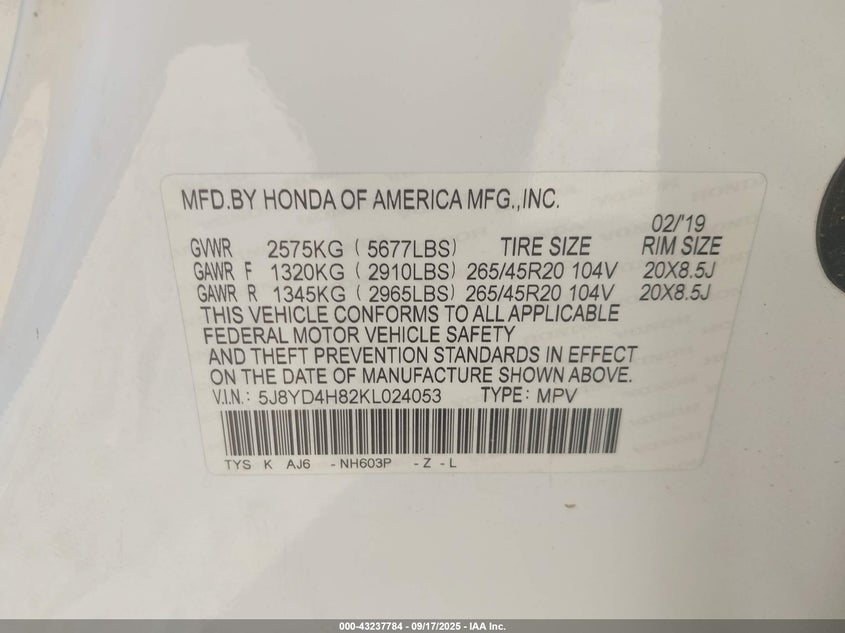 MFD.BY HONDA OF AMERICA MFG.,INC.
02/'19
GVWR 2575KG ( 5677LBS) TIRE SIZE RIM SIZE
GAWR F 1320KG ( 2910LBS) 265/45R20 104V 20X8.5J
GAWR R 1345KG ( 2965LBS) 265/45R20 104V 20X8.5J
THIS VEHICLE CONFORMS TO ALL APPLICABLE
FEDERAL MOTOR VEHICLE SAFETY
AND THEFT PREVENTION STANDARDS IN EFFECT
ON THE DATE OF MANUFACTURE SHOWN ABOVE.
V.I.N.: 5J8YD4H82KL024053 TYPE: MPV
TYS K AJ6 -NH603P -Z -L
000-43237784 - 09/17/2025 - IAA Inc.